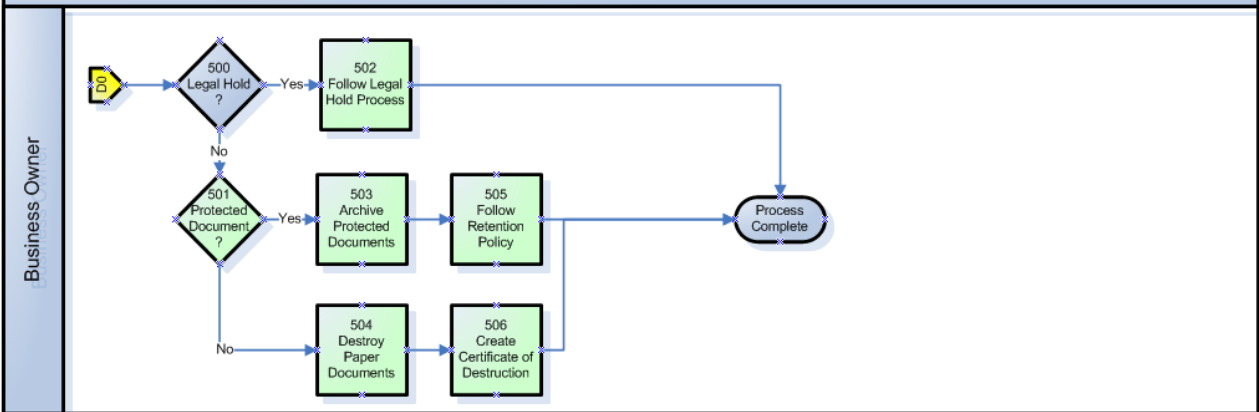 Business Owner
D0
500
Legal Hold
?
Yes
502
Follow Legal
Hold Process
No
501
Protected
Document
?
Yes
503
Archive
Protected
Documents
505
Follow
Retention
Policy
Process
Complete
No
504
Destroy
Paper
Documents
506
Create
Certificate of
Destruction